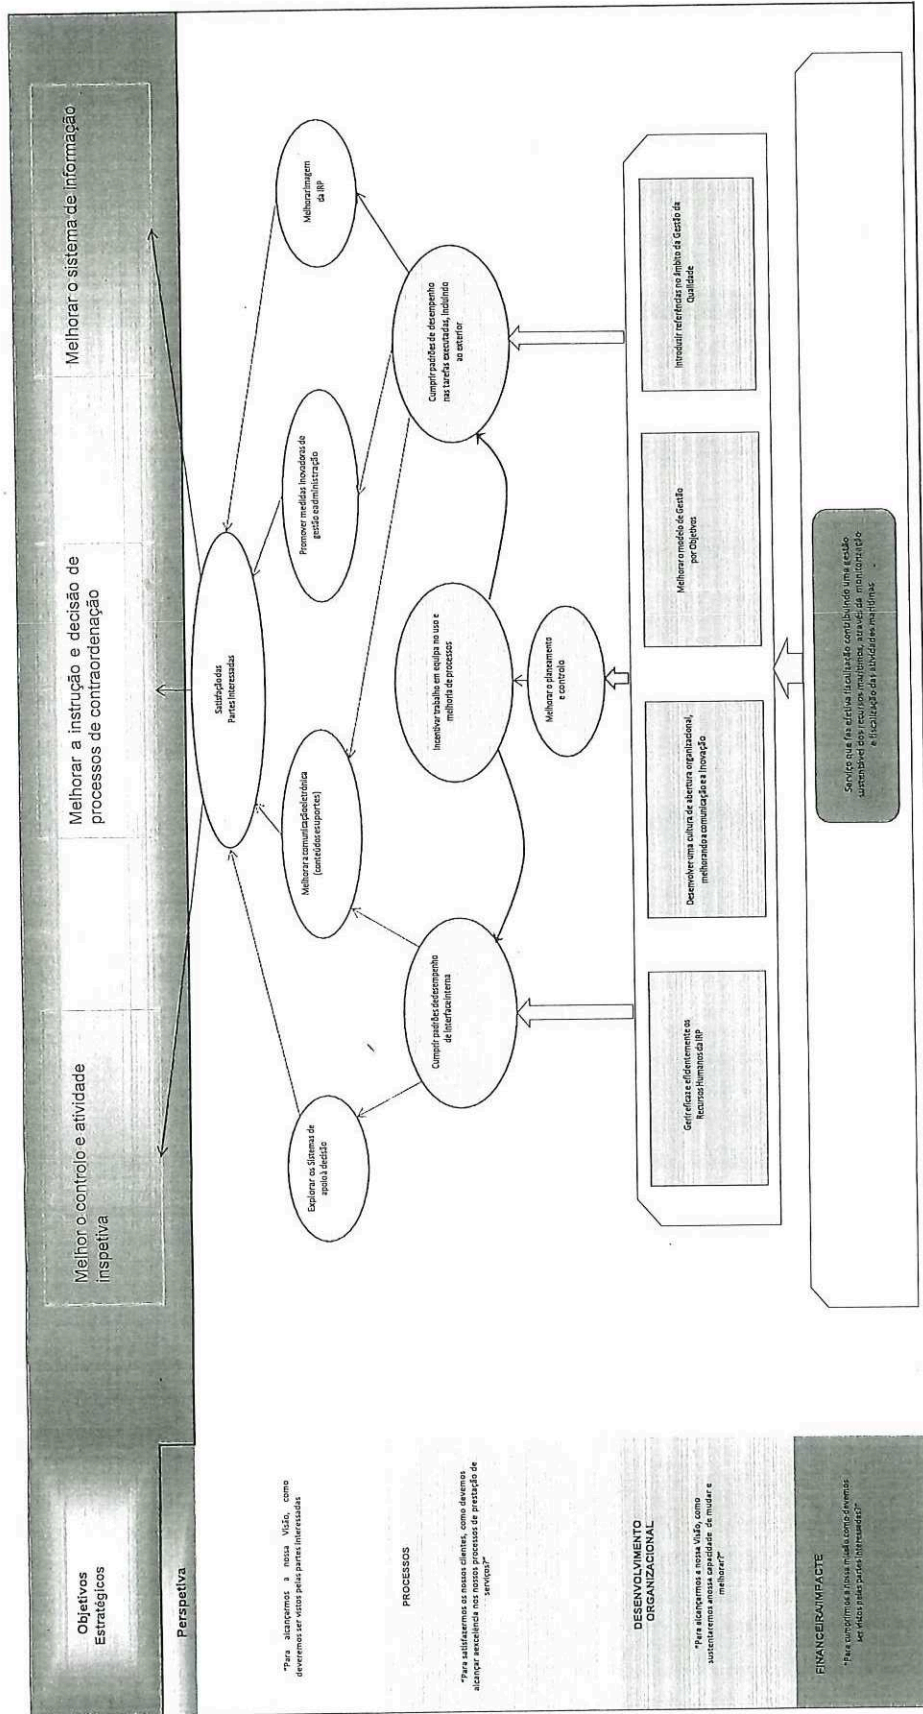 Objetivos
Estratégicos
Melhor o controlo e atividade
inspetiva
Melhorar a instrução e decisão de
processos de contraordenação
Melhorar o sistema de informação
Perspetiva
"Para alcançarmos a nossa Visão, como
deveremos ser vistos pelas partes interessadas
Satisfação das
Partes Interessadas
Explorar os Sistemas de
apoio à decisão
Melhorar a comunicação eletrónica
(conteúdos e suportes)
Promover medidas inovadoras de
gestão e administração
Melhorar imagem
da IRP
PROCESSOS
"Para satisfazermos os nossos clientes, como devemos
alcançar a excelência nos nossos processos de prestação de
serviços?"
Cumprir padrões de desempenho
de Interface Interna
Incentivar trabalho em equipa no uso e
melhoria de processos
Cumprir padrões de desempenho
nas tarefas executadas, incluindo
ao exterior
Melhorar o planeamento
e controlo
DESENVOLVIMENTO
ORGANIZACIONAL
"Para alcançarmos a nossa Visão, como
sustentaremos a nossa capacidade de mudar e
melhorar?"
Gerir eficaz e eficientemente os
Recursos Humanos da IRP
Desenvolver uma cultura de abertura organizacional,
melhorando a comunicação e a Inovação
Melhorar o modelo de Gestão
por Objetivos
Introduzir referências no âmbito da Gestão da
Qualidade
FINANCEIRA/IMPACTE
"Para cumprirmos a nossa missão como devemos
ser vistos pelas partes interessadas?"
Serviço que faz efetiva fiscalização contribuindo uma gestão
sustentável dos recursos marítimos, através da monitorização
e fiscalização das atividades marítimas